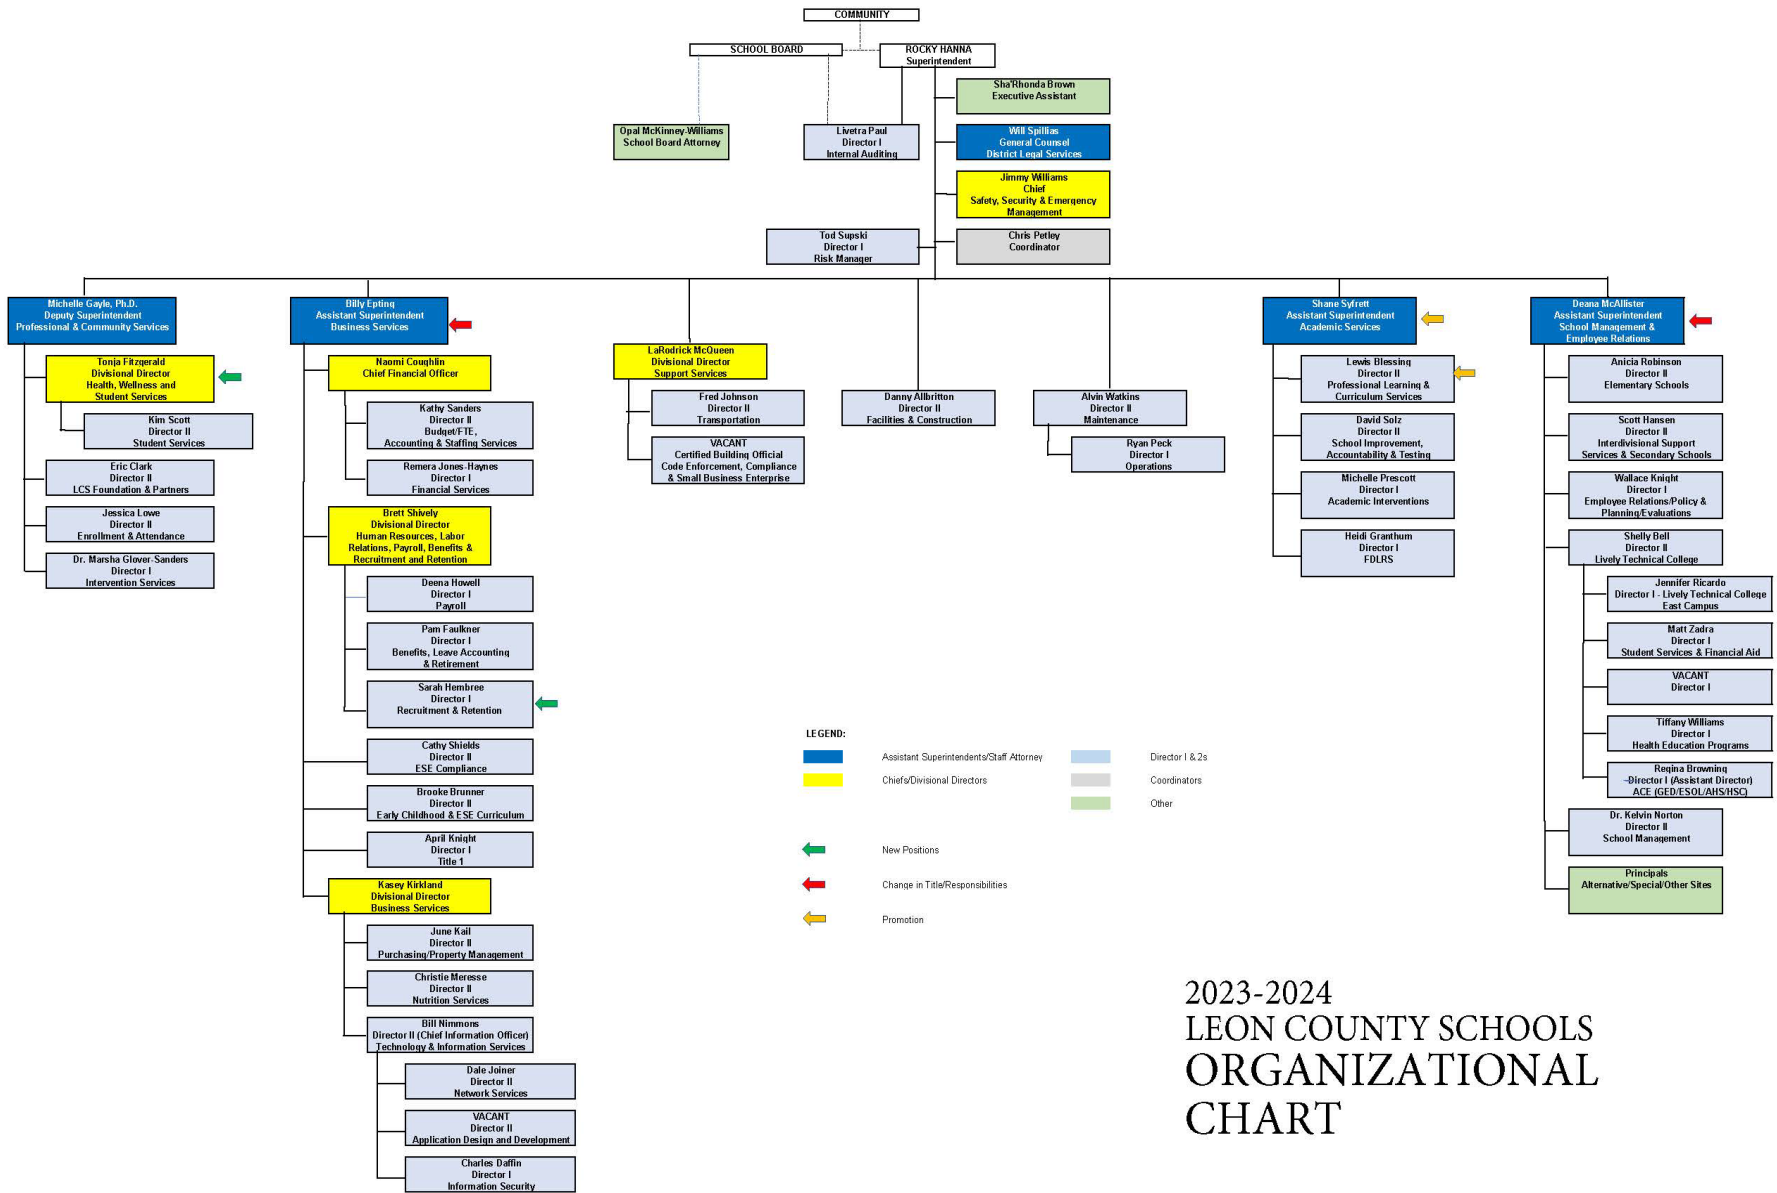 COMMUNITY
SCHOOL BOARD
ROCKY HANNA
Superintendent
Sha'Rhonda Brown
Executive Assistant
Opal McKinney-Williams
School Board Attorney
Livetra Paul
Director I
Internal Auditing
Will Spillias
General Counsel
District Legal Services
Jimmy Williams
Chief
Safety, Security & Emergency
Management
Tod Supski
Director I
Risk Manager
Chris Petley
Coordinator
Michelle Gayle, Ph.D.
Deputy Superintendent
Professional & Community Services
Tonja Fitzgerald
Divisional Director
Health, Wellness and
Student Services
Kim Scott
Director II
Student Services
Eric Clark
Director II
LCS Foundation & Partners
Jessica Lowe
Director II
Enrollment & Attendance
Dr. Marsha Glover-Sanders
Director I
Intervention Services
Billy Epting
Assistant Superintendent
Business Services
Naomi Coughlin
Chief Financial Officer
Kathy Sanders
Director II
Budget/FTE,
Accounting & Staffing Services
Remera Jones-Haynes
Director I
Financial Services
Brett Shively
Divisional Director
Human Resources, Labor
Relations, Payroll, Benefits &
Recruitment and Retention
Deena Howell
Director I
Payroll
Pam Faulkner
Director I
Benefits, Leave Accounting
& Retirement
Sarah Hembree
Director I
Recruitment & Retention
Cathy Shields
Director II
ESE Compliance
Brooke Brunner
Director II
Early Childhood & ESE Curriculum
April Knight
Director I
Title 1
Kasey Kirkland
Divisional Director
Business Services
June Kail
Director II
Purchasing/Property Management
Christie Meresse
Director II
Nutrition Services
Bill Nimmons
Director II (Chief Information Officer)
Technology & Information Services
Dale Joiner
Director II
Network Services
VACANT
Director II
Application Design and Development
Charles Daffin
Director I
Information Security
LaRodrick McQueen
Divisional Director
Support Services
Fred Johnson
Director II
Transportation
VACANT
Certified Building Official
Code Enforcement, Compliance
& Small Business Enterprise
Danny Allbritton
Director II
Facilities & Construction
Alvin Watkins
Director II
Maintenance
Ryan Peck
Director I
Operations
Shane Syfrett
Assistant Superintendent
Academic Services
Lewis Blessing
Director II
Professional Learning &
Curriculum Services
David Solz
Director II
School Improvement,
Accountability & Testing
Michelle Prescott
Director I
Academic Interventions
Heidi Granthum
Director I
FDLRS
Deana McAllister
Assistant Superintendent
School Management &
Employee Relations
Anicia Robinson
Director II
Elementary Schools
Scott Hansen
Director II
Interdivisional Support
Services & Secondary Schools
Wallace Knight
Director I
Employee Relations/Policy &
Planning/Evaluations
Shelly Bell
Director II
Lively Technical College
Jennifer Ricardo
Director I - Lively Technical College
East Campus
Matt Zadra
Director I
Student Services & Financial Aid
VACANT
Director I
Tiffany Williams
Director I
Health Education Programs
Regina Browning
Director I (Assistant Director)
ACE (GED/ESOL/AHS/HSC)
Dr. Kelvin Norton
Director II
School Management
Principals
Alternative/Special/Other Sites
LEGEND:
Assistant Superintendents/Staff Attorney
Chiefs/Divisional Directors
Director I & 2s
Coordinators
Other
New Positions
Change in Title/Responsibilities
Promotion
2023-2024
LEON COUNTY SCHOOLS
ORGANIZATIONAL
CHART